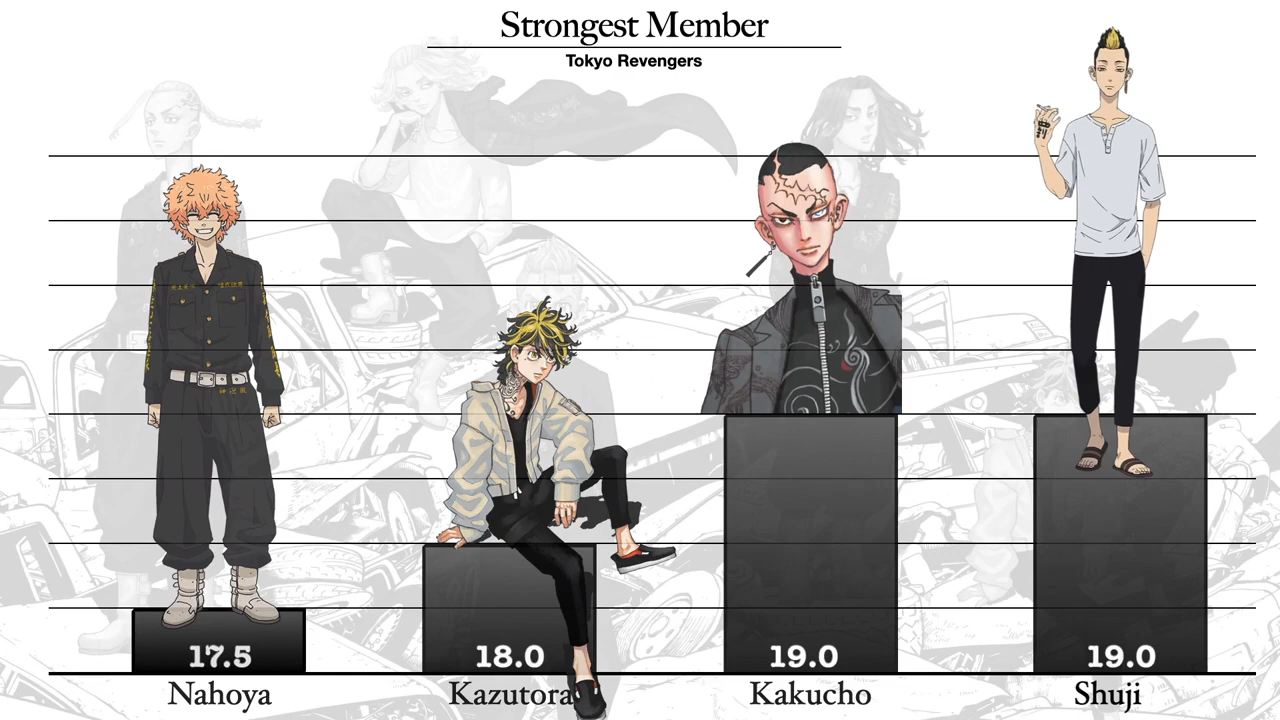 Strongest Member
Tokyo Revengers
17.5
18.0
19.0
19.0
Nahoya
Kazutora
Kakucho
Shuji